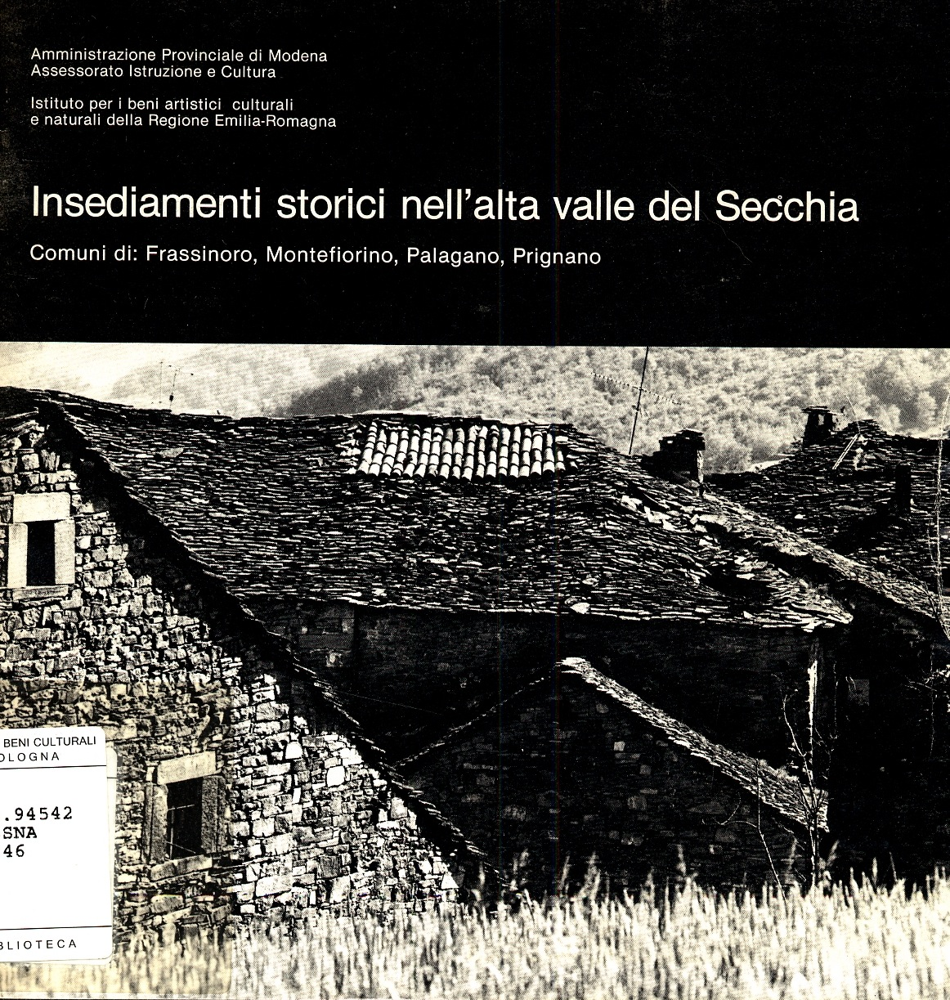 Amministrazione Provinciale di Modena
Assessorato Istruzione e Cultura
Istituto per i beni artistici culturali
e naturali della Regione Emilia-Romagna
Insediamenti storici nell'alta valle del Secchia
Comuni di: Frassinoro, Montefiorino, Palagano, Prignano
BENI CULTURALI
OLOGNA
.94542
SNA
46
BLIOTECA